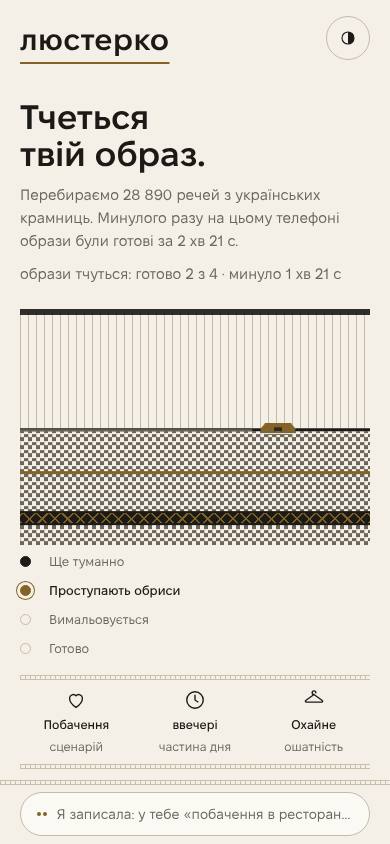 люстерко
Тчеться
твій образ.
Перебираємо 28 890 речей з українських
крамниць. Минулого разу на цьому телефоні
образи були готові за 2 хв 21 с.
образи тчуться: готово 2 з 4 · минуло 1 хв 21 с
Ще туманно
Проступають обриси
Вимальовується
Готово
Побачення ввечері Охайне
сценарій частина дня ошатність
Я записала: у тебе «побачення в ресторан…